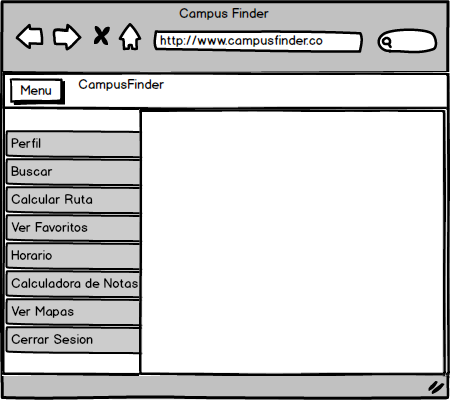 Campus Finder
http://www.campusfinder.co
Menu
CampusFinder
Perfil
Buscar
Calcular Ruta
Ver Favoritos
Horario
Calculadora de Notas
Ver Mapas
Cerrar Sesion